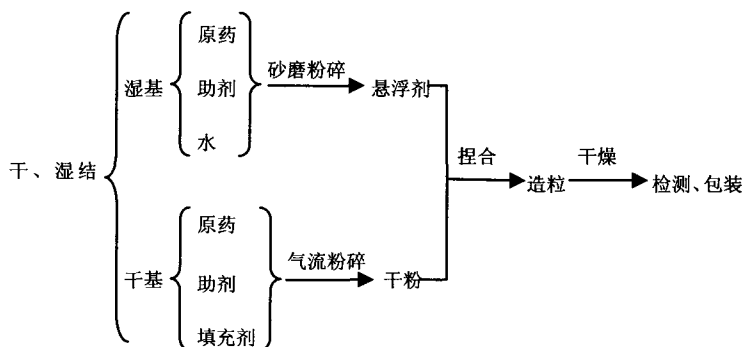 原药
湿基
助剂
砂磨粉碎
悬浮剂
水
干、湿结
捏合
造粒
干燥
检测、包装
原药
干基
助剂
气流粉碎
干粉
填充剂